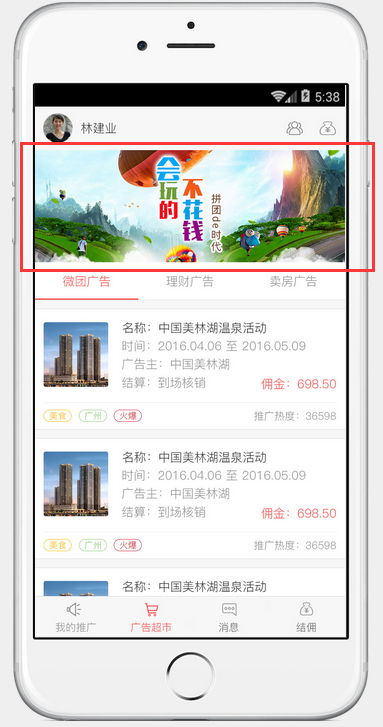 5:38
林建业
会玩的
不花钱
拼团de时代
微团广告 理财广告 卖房广告
名称：中国美林湖温泉活动
时间：2016.04.06 至 2016.05.09
广告主：中国美林湖
结算：到场核销 佣金：698.50
美食 广州 火爆 推广热度：36598
名称：中国美林湖温泉活动
时间：2016.04.06 至 2016.05.09
广告主：中国美林湖
结算：到场核销 佣金：698.50
美食 广州 火爆 推广热度：36598
名称：中国美林湖温泉活动
我的推广 广告超市 消息 结佣